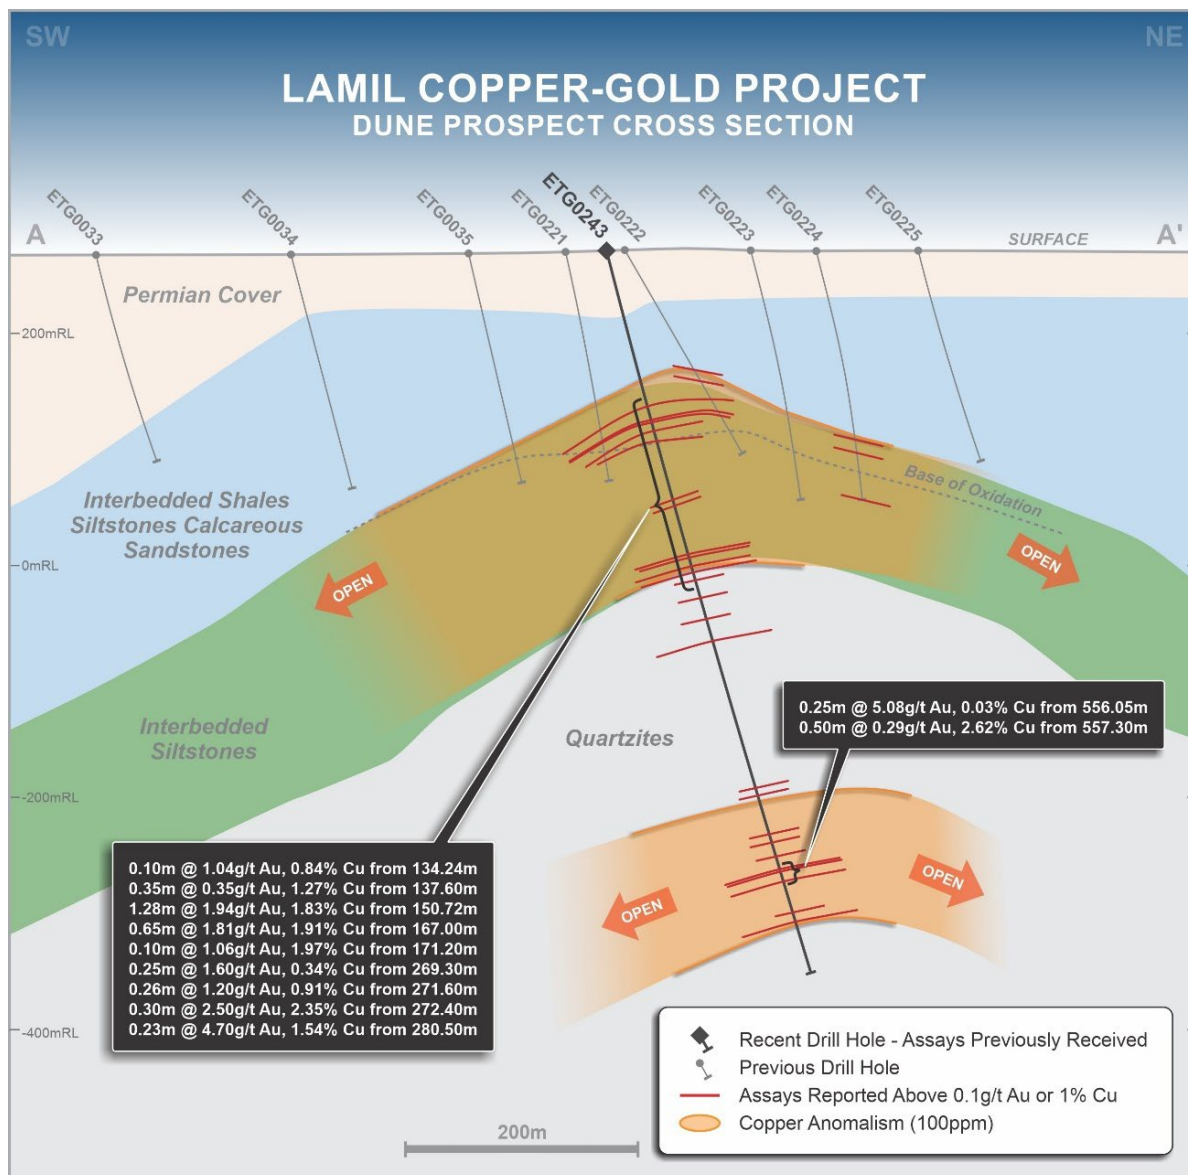 SW
NE
LAMIL COPPER-GOLD PROJECT
DUNE PROSPECT CROSS SECTION
ETG0033
ETG0034
ETG0035
ETG0221
ETG0243
ETG0222
ETG0223
ETG0224
ETG0225
A
SURFACE
A'
Permian Cover
200mRL
Interbedded Shales
Siltstones Calcareous
Sandstones
Base of Oxidation
0mRL
OPEN
OPEN
Interbedded
Siltstones
Quartzites
0.25m @ 5.08g/t Au, 0.03% Cu from 556.05m
0.50m @ 0.29g/t Au, 2.62% Cu from 557.30m
-200mRL
0.10m @ 1.04g/t Au, 0.84% Cu from 134.24m
0.35m @ 0.35g/t Au, 1.27% Cu from 137.60m
1.28m @ 1.94g/t Au, 1.83% Cu from 150.72m
0.65m @ 1.81g/t Au, 1.91% Cu from 167.00m
0.10m @ 1.06g/t Au, 1.97% Cu from 171.20m
0.25m @ 1.60g/t Au, 0.34% Cu from 269.30m
0.26m @ 1.20g/t Au, 0.91% Cu from 271.60m
0.30m @ 2.50g/t Au, 2.35% Cu from 272.40m
0.23m @ 4.70g/t Au, 1.54% Cu from 280.50m
OPEN
OPEN
-400mRL
Recent Drill Hole - Assays Previously Received
Previous Drill Hole
Assays Reported Above 0.1g/t Au or 1% Cu
Copper Anomalism (100ppm)
200m